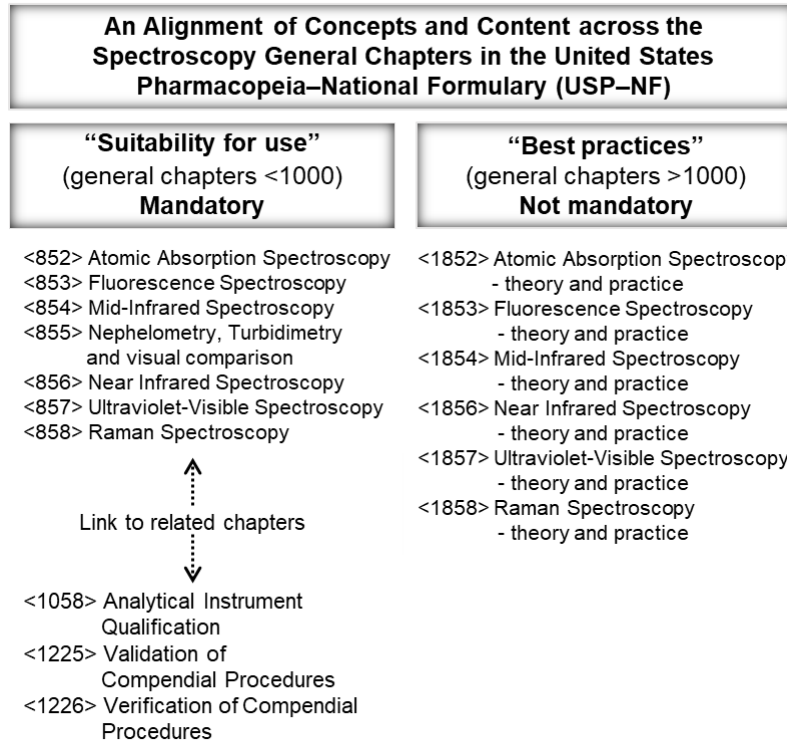 An Alignment of Concepts and Content across the
Spectroscopy General Chapters in the United States
Pharmacopeia–National Formulary (USP–NF)
“Suitability for use”
(general chapters <1000)
Mandatory
<852> Atomic Absorption Spectroscopy
<853> Fluorescence Spectroscopy
<854> Mid-Infrared Spectroscopy
<855> Nephelometry, Turbidimetry
and visual comparison
<856> Near Infrared Spectroscopy
<857> Ultraviolet-Visible Spectroscopy
<858> Raman Spectroscopy
Link to related chapters
<1058> Analytical Instrument
Qualification
<1225> Validation of
Compendial Procedures
<1226> Verification of Compendial
Procedures
“Best practices”
(general chapters >1000)
Not mandatory
<1852> Atomic Absorption Spectroscop
- theory and practice
<1853> Fluorescence Spectroscopy
- theory and practice
<1854> Mid-Infrared Spectroscopy
- theory and practice
<1856> Near Infrared Spectroscopy
- theory and practice
<1857> Ultraviolet-Visible Spectroscopy
- theory and practice
<1858> Raman Spectroscopy
- theory and practice